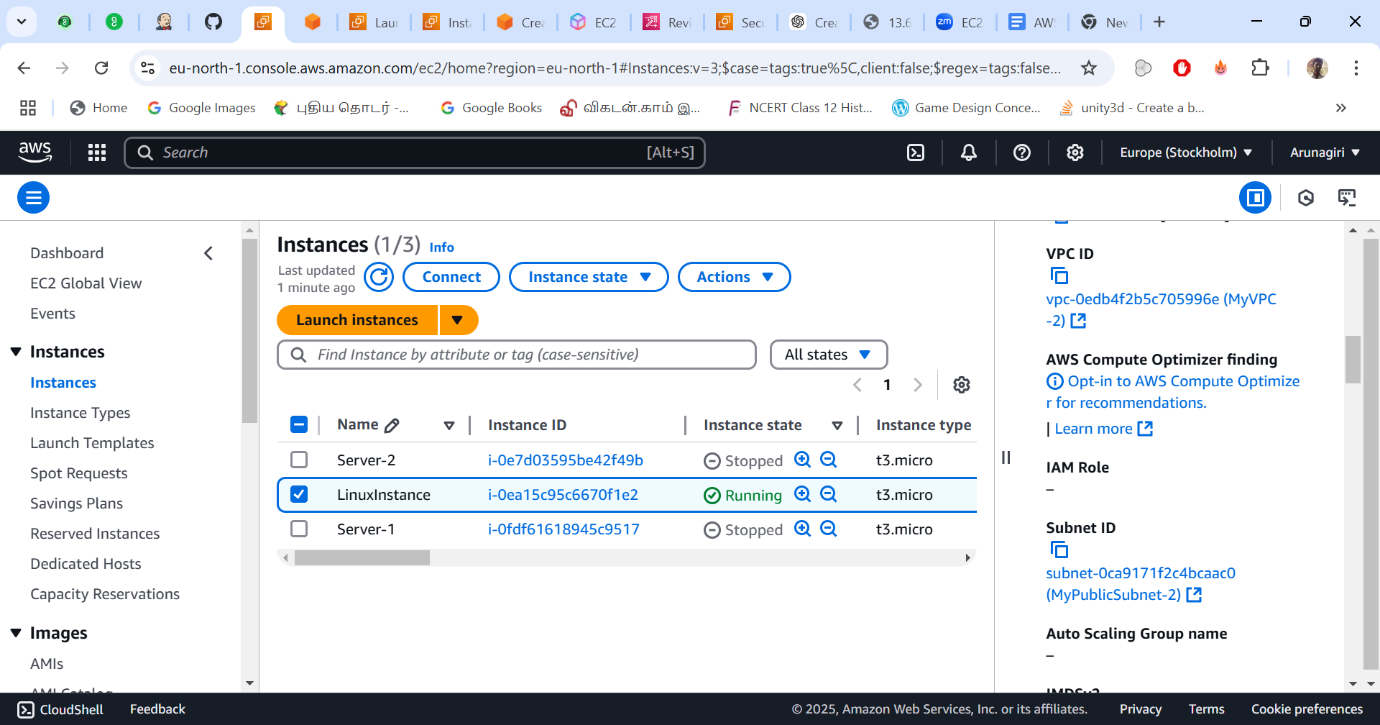 Laun
Inst
Crea
EC2
Revi
Secu
Crea
13.6
EC2
AWS
New
eu-north-1.console.aws.amazon.com/ec2/home?region=eu-north-1#Instances:v=3;$case=tags:true%5C,client:false;$regex=tags:false...
Home
Google Images
புதிய தொடர் -...
Google Books
விகடன்.காம் இ...
NCERT Class 12 Hist...
Game Design Conce...
unity3d - Create a b...
aws
Search
[Alt+S]
Europe (Stockholm)
Arunagiri
Dashboard
EC2 Global View
Events
Instances
Instances
Instance Types
Launch Templates
Spot Requests
Savings Plans
Reserved Instances
Dedicated Hosts
Capacity Reservations
Images
AMIs
AMI Catalog
Instances (1/3) Info
Last updated
1 minute ago
Connect
Instance state
Actions
Launch instances
Find Instance by attribute or tag (case-sensitive)
All states
1
Name Instance ID Instance state Instance type
Server-2 i-0e7d03595be42f49b Stopped t3.micro
LinuxInstance i-0ea15c95c6670f1e2 Running t3.micro
Server-1 i-0fdf61618945c9517 Stopped t3.micro
VPC ID
vpc-0edb4f2b5c705996e (MyVPC
-2)
AWS Compute Optimizer finding
Opt-in to AWS Compute Optimize
r for recommendations.
| Learn more
IAM Role
–
Subnet ID
subnet-0ca9171f2c4bcaac0
(MyPublicSubnet-2)
Auto Scaling Group name
–
IMDSv2
CloudShell
Feedback
© 2025, Amazon Web Services, Inc. or its affiliates.
Privacy
Terms
Cookie preferences